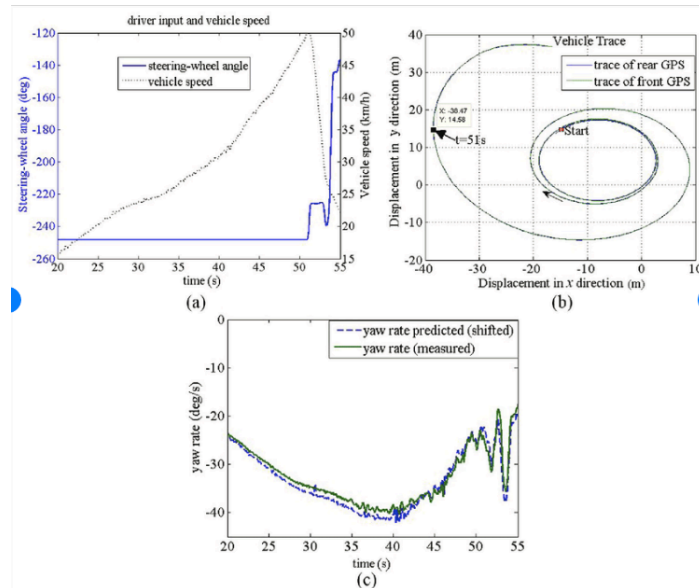 driver input and vehicle speed
-120
-140
-160
-180
-200
-220
-240
-260
Steering-wheel angle (deg)
steering-wheel angle
vehicle speed
50
45
40
35
30
25
20
15
10
Vehicle speed (km/h)
20 25 30 35 40 45 50 55
time (s)
(a)
Vehicle Trace
40
30
20
10
0
-10
-20
Displacement in y direction (m)
trace of rear GPS
trace of front GPS
X: -38.47
Y: 14.58
t=51s
Start
-40 -30 -20 -10 0 10
Displacement in x direction (m)
(b)
0
-10
-20
-30
-40
yaw rate (deg/s)
yaw rate predicted (shifted)
yaw rate (measured)
20 25 30 35 40 45 50 55
time (s)
(c)